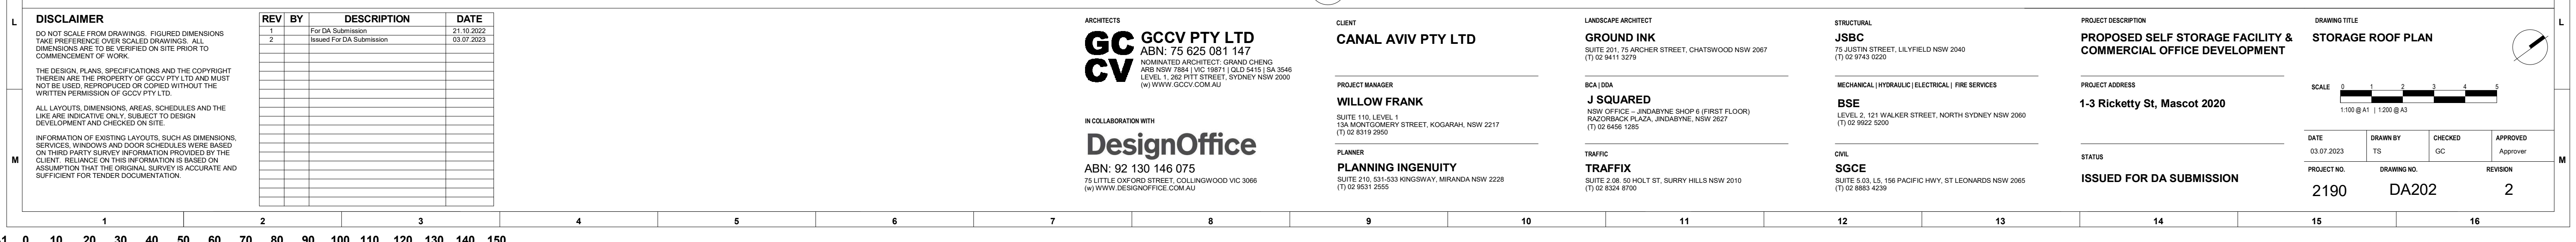 L
DISCLAIMER
DO NOT SCALE FROM DRAWINGS. FIGURED DIMENSIONS
TAKE PREFERENCE OVER SCALED DRAWINGS. ALL
DIMENSIONS ARE TO BE VERIFIED ON SITE PRIOR TO
COMMENCEMENT OF WORK.
THE DESIGN, PLANS, SPECIFICATIONS AND THE COPYRIGHT
THEREIN ARE THE PROPERTY OF GCCV PTY LTD AND MUST
NOT BE USED, REPROPUCED OR COPIED WITHOUT THE
WRITTEN PERMISSION OF GCCV PTY LTD.
ALL LAYOUTS, DIMENSIONS, AREAS, SCHEDULES AND THE
LIKE ARE INDICATIVE ONLY, SUBJECT TO DESIGN
DEVELOPMENT AND CHECKED ON SITE.
INFORMATION OF EXISTING LAYOUTS, SUCH AS DIMENSIONS,
SERVICES, WINDOWS AND DOOR SCHEDULES WERE BASED
ON THIRD PARTY SURVEY INFORMATION PROVIDED BY THE
CLIENT. RELIANCE ON THIS INFORMATION IS BASED ON
ASSUMPTION THAT THE ORIGINAL SURVEY IS ACCURATE AND
SUFFICIENT FOR TENDER DOCUMENTATION.
M
REV BY DESCRIPTION DATE
1 For DA Submission 21.10.2022
2 Issued For DA Submission 03.07.2023
ARCHITECTS
GC
CV
GCCV PTY LTD
ABN: 75 625 081 147
NOMINATED ARCHITECT: GRAND CHENG
ARB NSW 7884 | VIC 19871 | QLD 5415 | SA 3546
LEVEL 1, 262 PITT STREET, SYDNEY NSW 2000
(w) WWW.GCCV.COM.AU
IN COLLABORATION WITH
DesignOffice
ABN: 92 130 146 075
75 LITTLE OXFORD STREET, COLLINGWOOD VIC 3066
(w) WWW.DESIGNOFFICE.COM.AU
CLIENT
CANAL AVIV PTY LTD
PROJECT MANAGER
WILLOW FRANK
SUITE 110, LEVEL 1
13A MONTGOMERY STREET, KOGARAH, NSW 2217
(T) 02 8319 2950
PLANNER
PLANNING INGENUITY
SUITE 210, 531-533 KINGSWAY, MIRANDA NSW 2228
(T) 02 9531 2555
LANDSCAPE ARCHITECT
GROUND INK
SUITE 201, 75 ARCHER STREET, CHATSWOOD NSW 2067
(T) 02 9411 3279
BCA | DDA
J SQUARED
NSW OFFICE – JINDABYNE SHOP 6 (FIRST FLOOR)
RAZORBACK PLAZA, JINDABYNE, NSW 2627
(T) 02 6456 1285
TRAFFIC
TRAFFIX
SUITE 2.08. 50 HOLT ST, SURRY HILLS NSW 2010
(T) 02 8324 8700
STRUCTURAL
JSBC
75 JUSTIN STREET, LILYFIELD NSW 2040
(T) 02 9743 0220
MECHANICAL | HYDRAULIC | ELECTRICAL | FIRE SERVICES
BSE
LEVEL 2, 121 WALKER STREET, NORTH SYDNEY NSW 2060
(T) 02 9922 5200
CIVIL
SGCE
SUITE 5.03, L5, 156 PACIFIC HWY, ST LEONARDS NSW 2065
(T) 02 8883 4239
PROJECT DESCRIPTION
PROPOSED SELF STORAGE FACILITY &
COMMERCIAL OFFICE DEVELOPMENT
PROJECT ADDRESS
1-3 Ricketty St, Mascot 2020
STATUS
ISSUED FOR DA SUBMISSION
DRAWING TITLE
STORAGE ROOF PLAN
SCALE 0 1 2 3 4 5
1:100 @ A1 | 1:200 @ A3
DATE DRAWN BY CHECKED APPROVED
03.07.2023 TS GC Approver
PROJECT NO. DRAWING NO. REVISION
2190 DA202 2
L
M
1 2 3 4 5 6 7 8 9 10 11 12 13 14 15 16
0 10 20 30 40 50 60 70 80 90 100 110 120 130 140 150